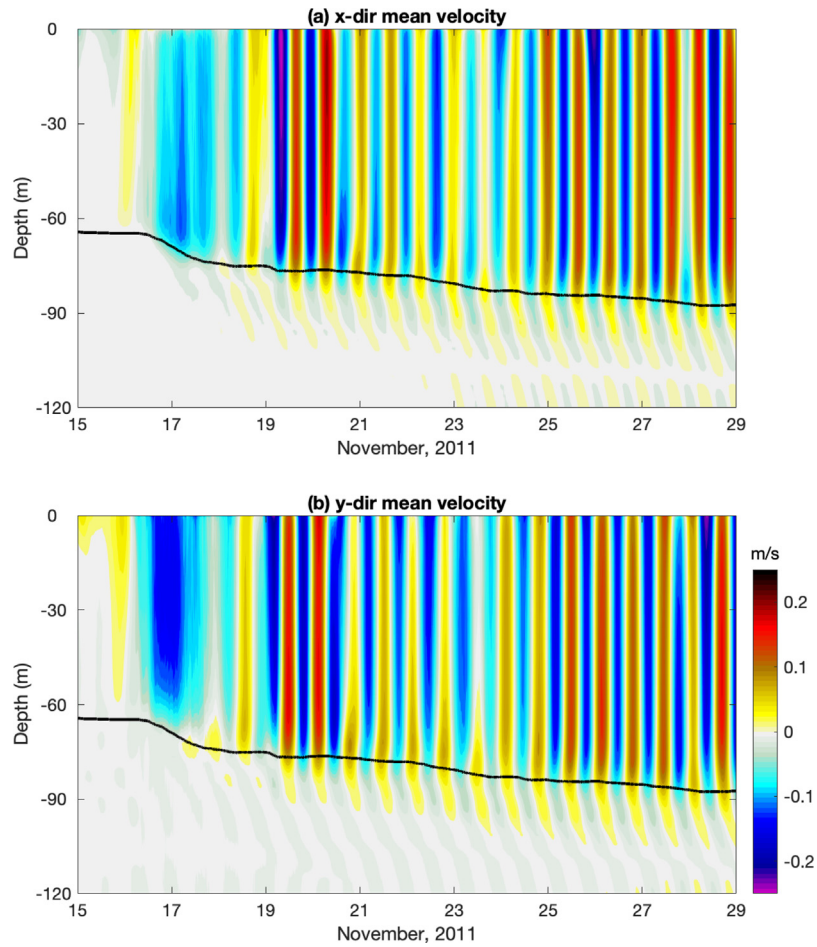 (a) x-dir mean velocity
0
-30
-60
-90
-120
Depth (m)
15 17 19 21 23 25 27 29
November, 2011
(b) y-dir mean velocity
0
-30
-60
-90
-120
Depth (m)
15 17 19 21 23 25 27 29
November, 2011
m/s
0.2
0.1
0
-0.1
-0.2